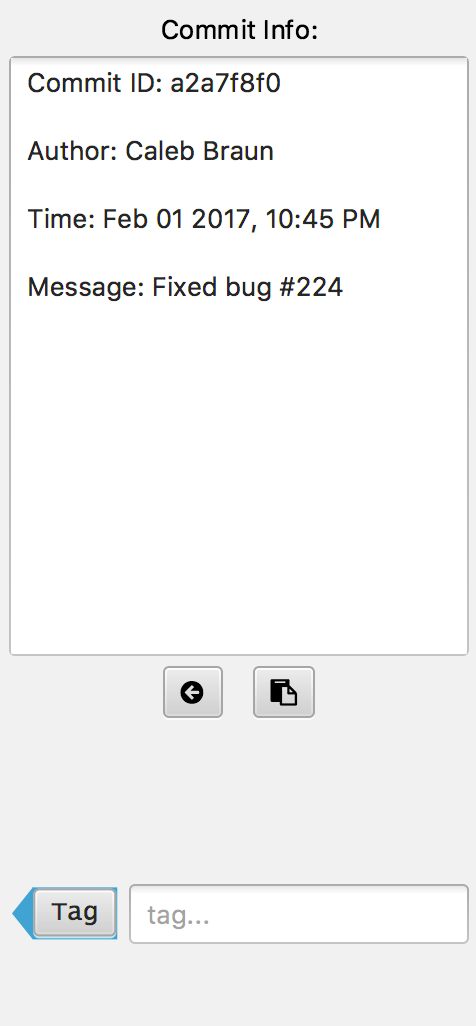 Commit Info:
Commit ID: a2a7f8f0
Author: Caleb Braun
Time: Feb 01 2017, 10:45 PM
Message: Fixed bug #224
Tag
tag...